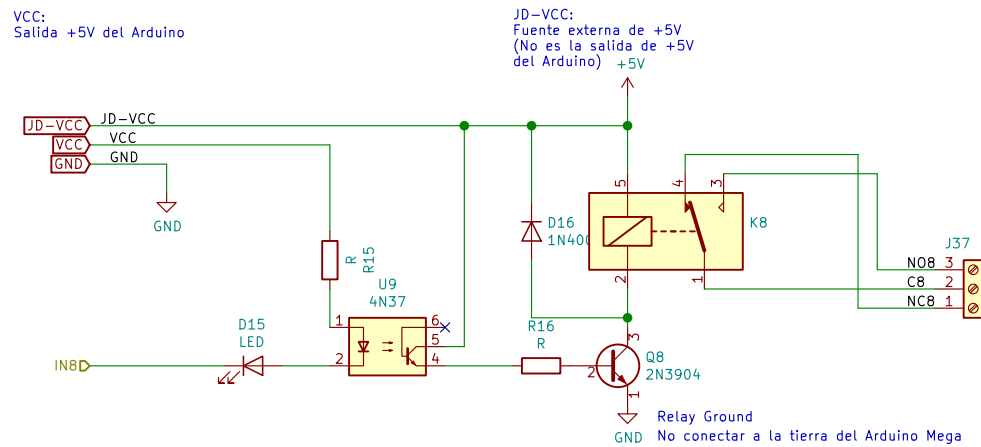 VCC:
Salida +5V del Arduino
JD-VCC:
Fuente externa de +5V
(No es la salida de +5V
del Arduino)
+5V
JD-VCC JD-VCC
VCC VCC
GND GND
GND
5 4 3
D16
K8
R
R15
2 1
J37
NO8 3
C8 2
NC8 1
U9
4N37
D15
LED
1 6
5
2 4
IN8
R16
R
3
Q8
2N3904
2
1
GND
Relay Ground
No conectar a la tierra del Arduino Mega